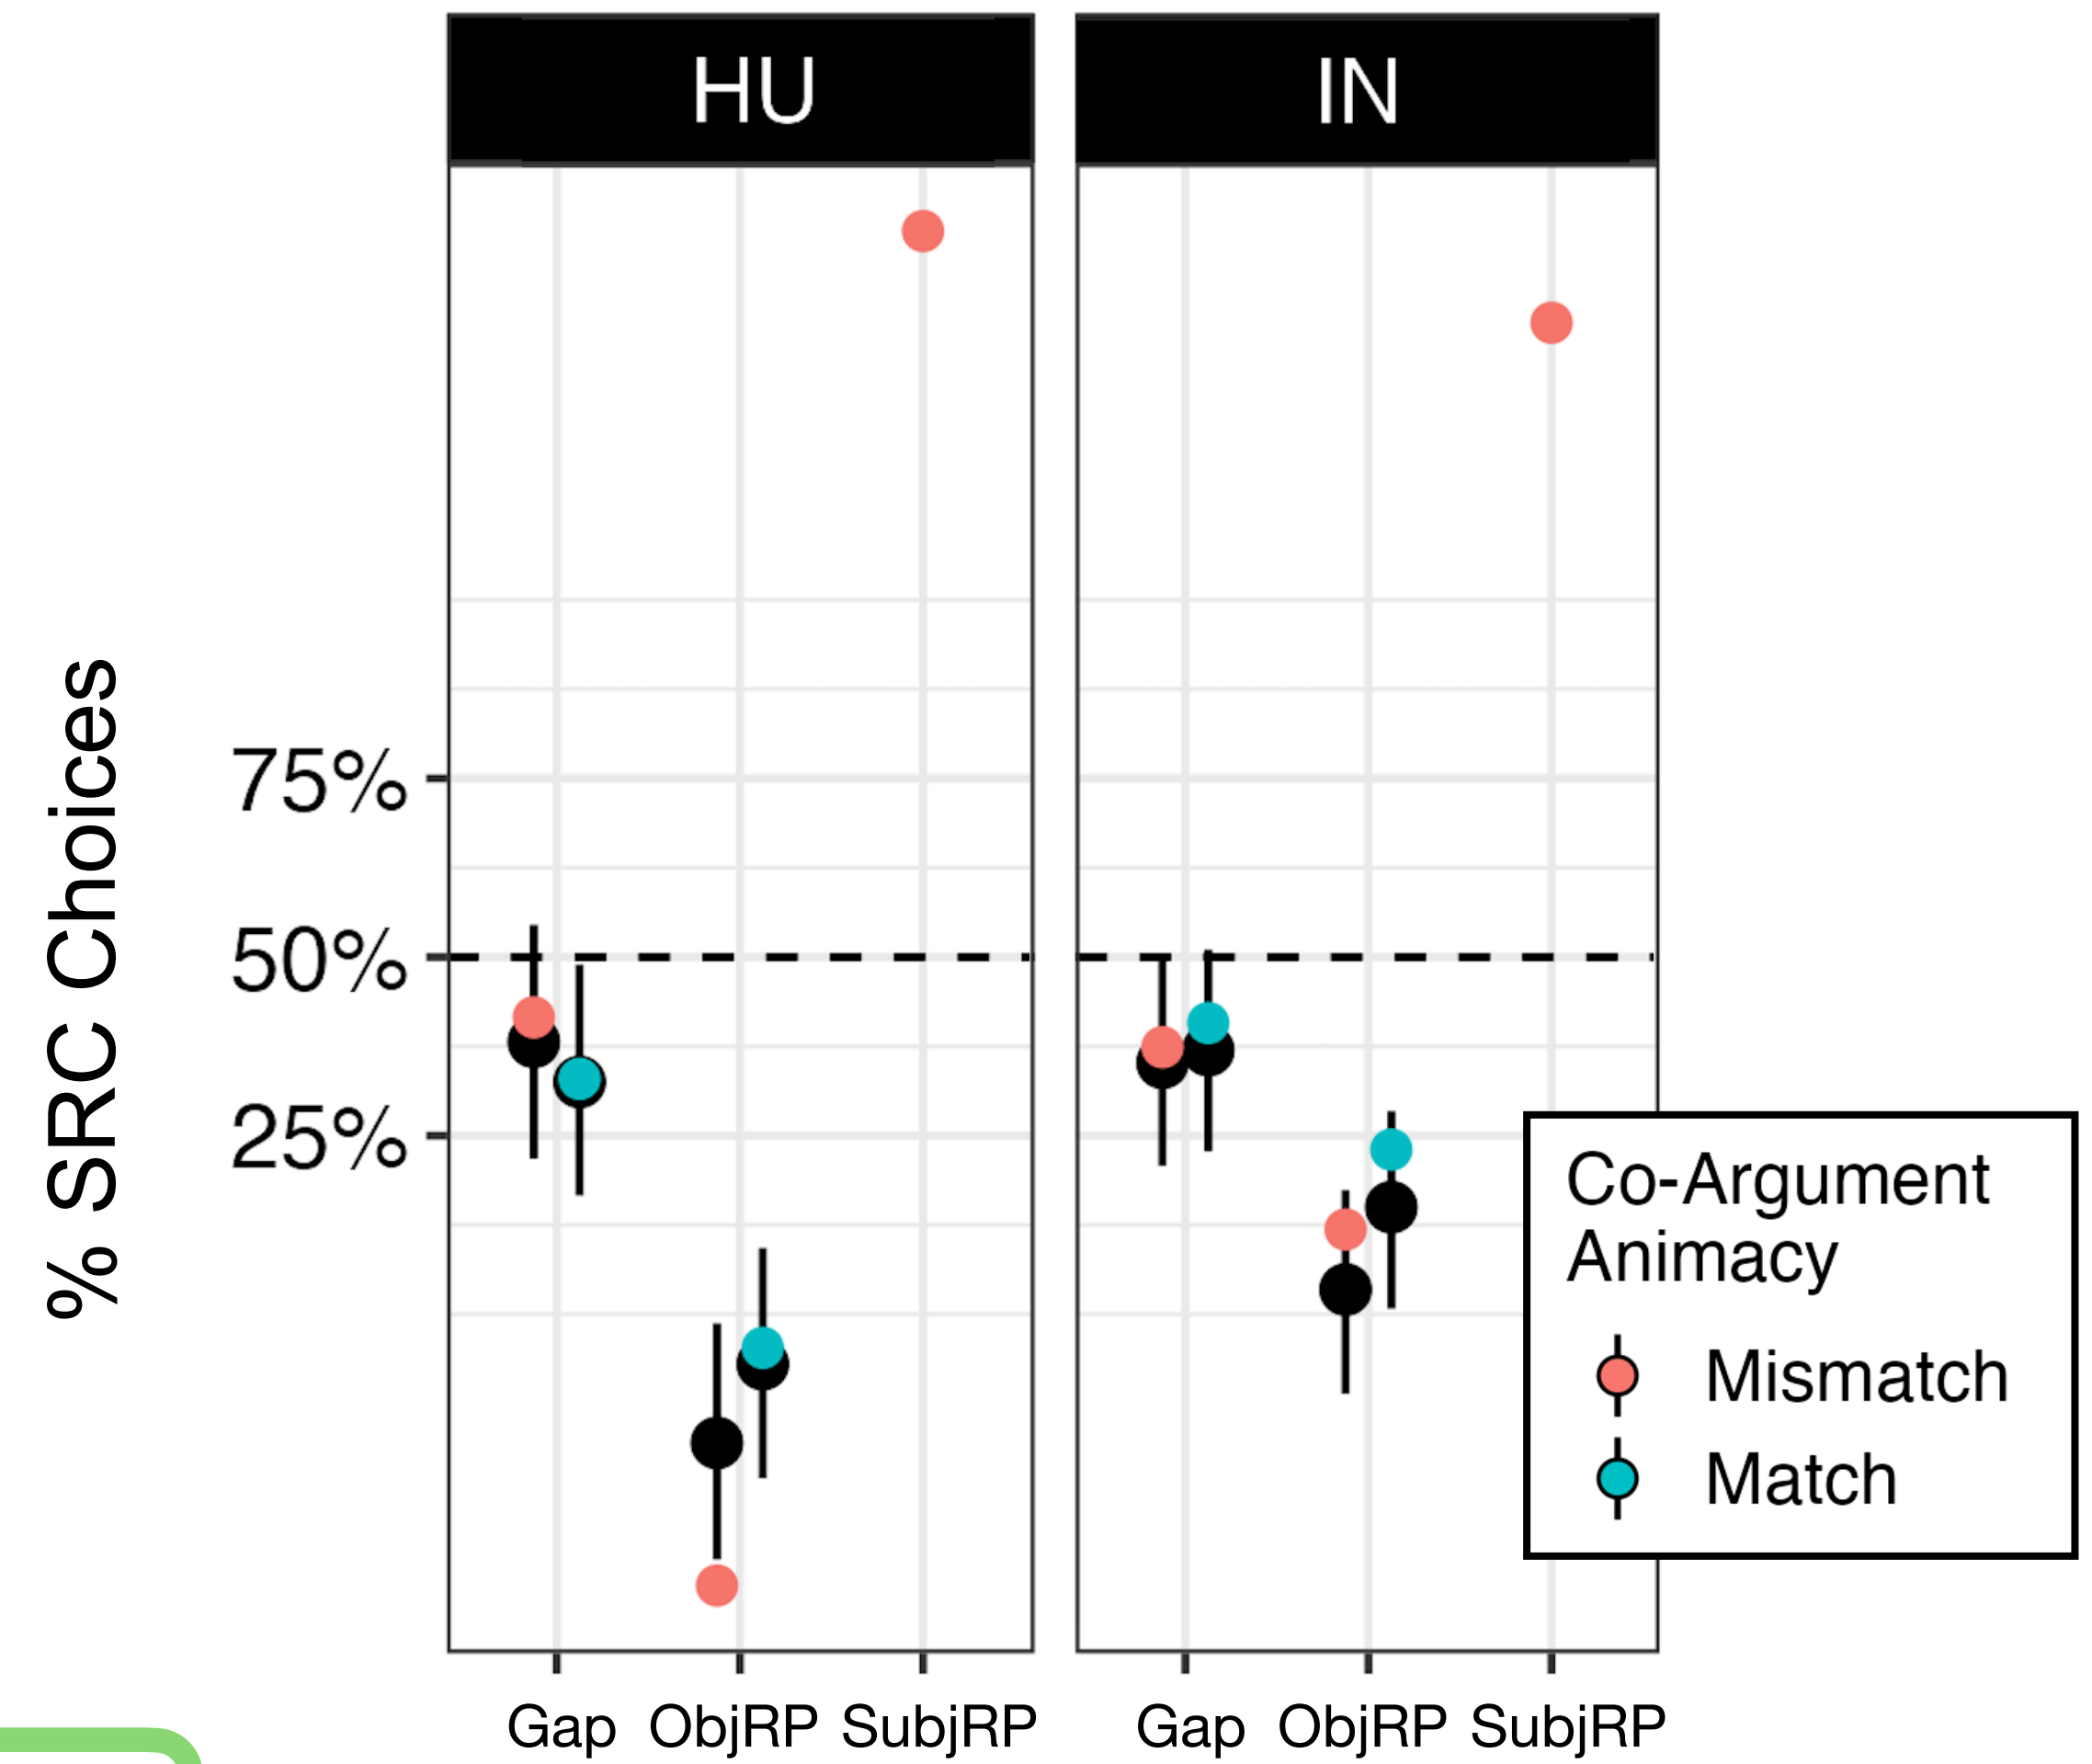 HU
IN
% SRC Choices
75%
50%
25%
Co-Argument
Animacy
Mismatch
Match
Gap ObjRP SubjRP
Gap ObjRP SubjRP